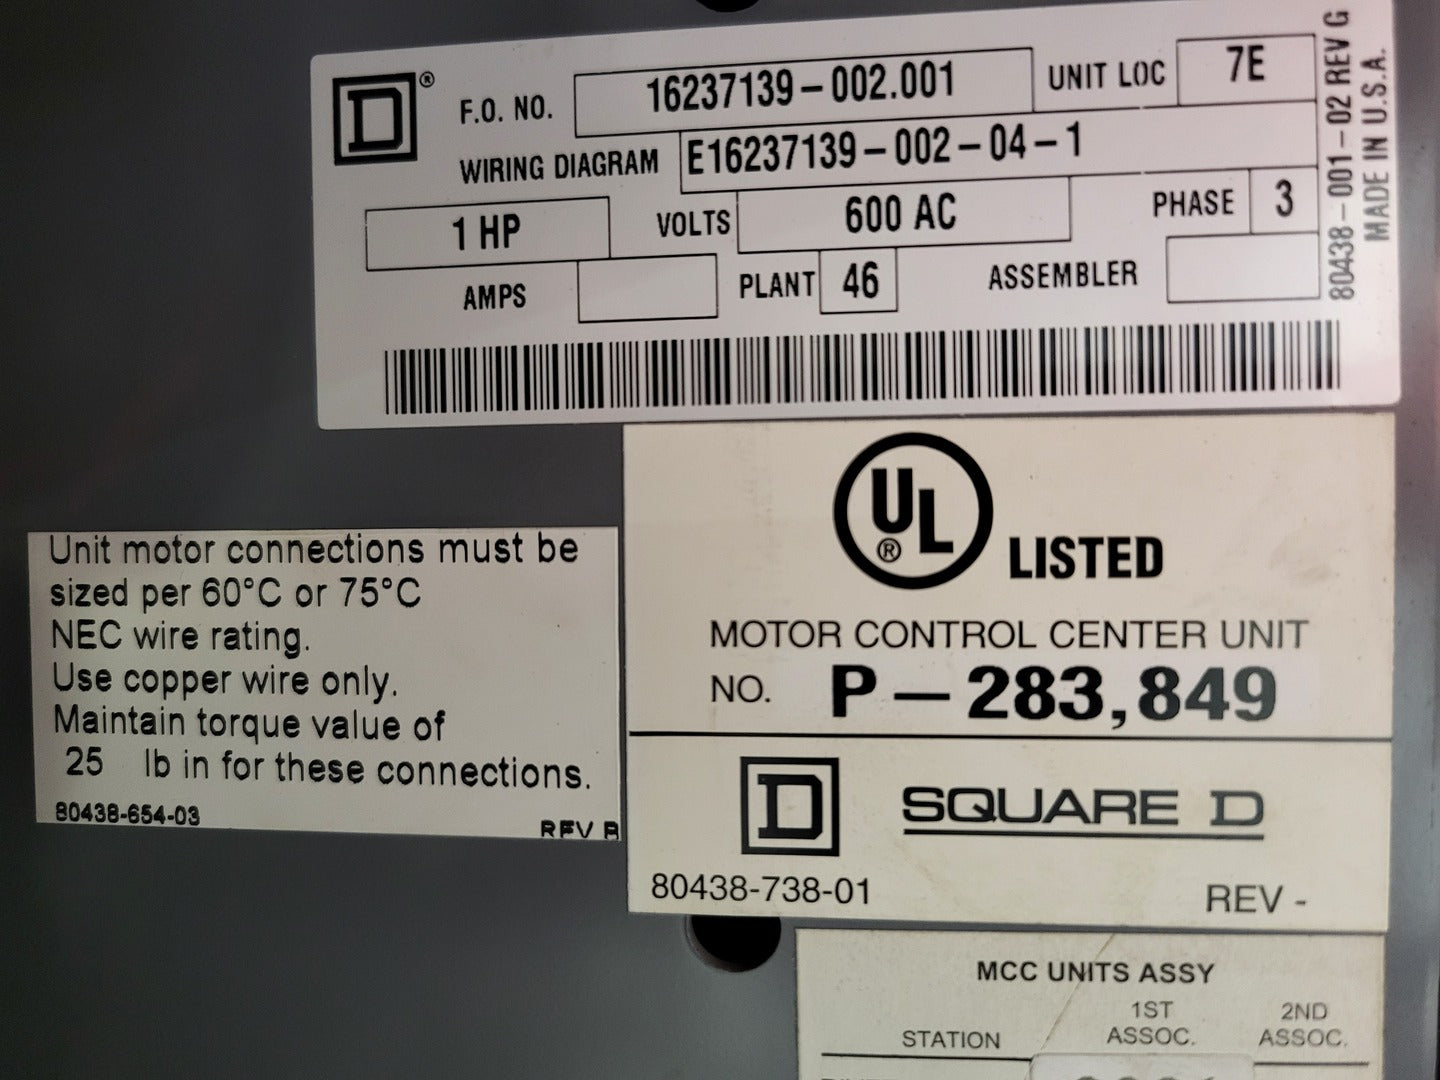 D®
F.O. NO. 16237139-002.001 UNIT LOC 7E
WIRING DIAGRAM E16237139-002-04-1
1 HP VOLTS 600 AC PHASE 3
AMPS PLANT 46 ASSEMBLER
80438-001-02 REV G
MADE IN U.S.A.
UL® LISTED
MOTOR CONTROL CENTER UNIT
NO. P-283,849
D SQUARE D
80438-738-01 REV -
Unit motor connections must be
sized per 60°C or 75°C
NEC wire rating.
Use copper wire only.
Maintain torque value of
25 lb in for these connections.
80438-654-03
REV B
MCC UNITS ASSY
1ST 2ND
STATION ASSOC. ASSOC.